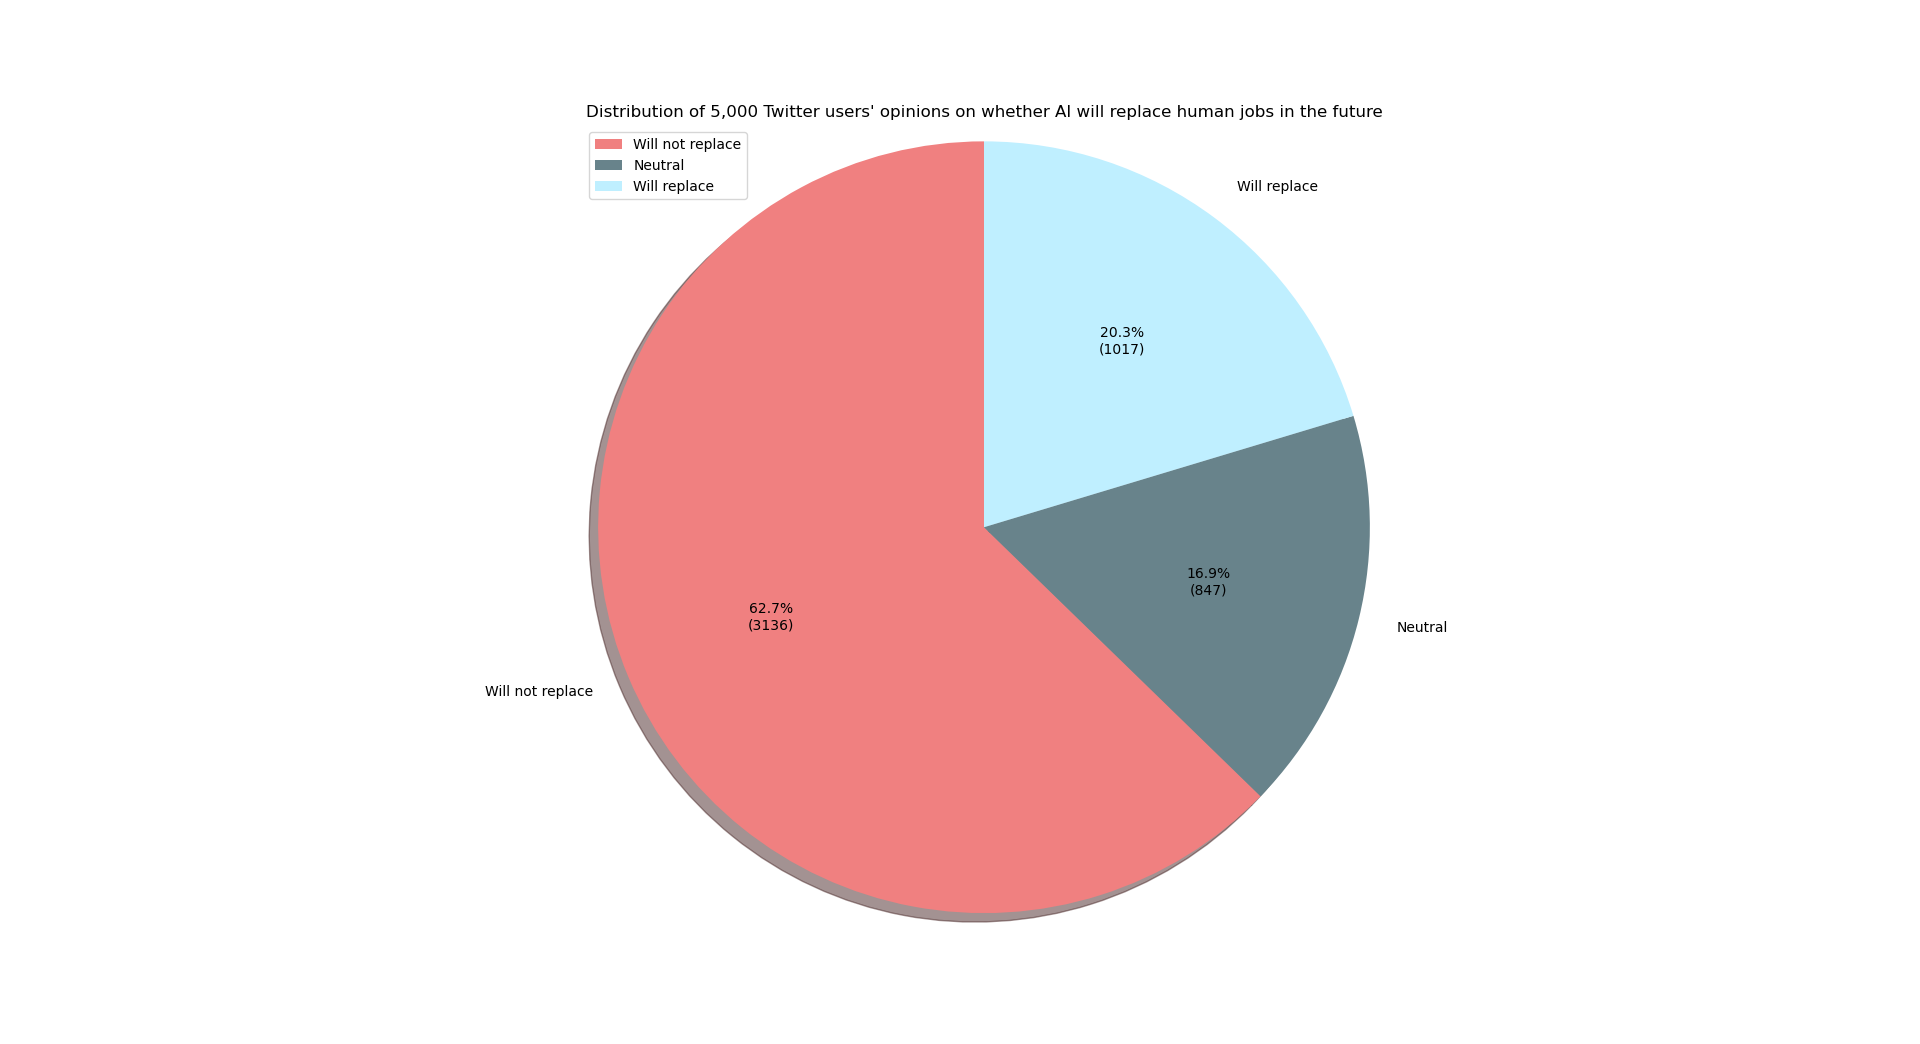 Distribution of 5,000 Twitter users' opinions on whether AI will replace human jobs in the future
Will not replace
Neutral
Will replace
Will replace
20.3%
(1017)
16.9%
(847)
62.7%
(3136)
Neutral
Will not replace